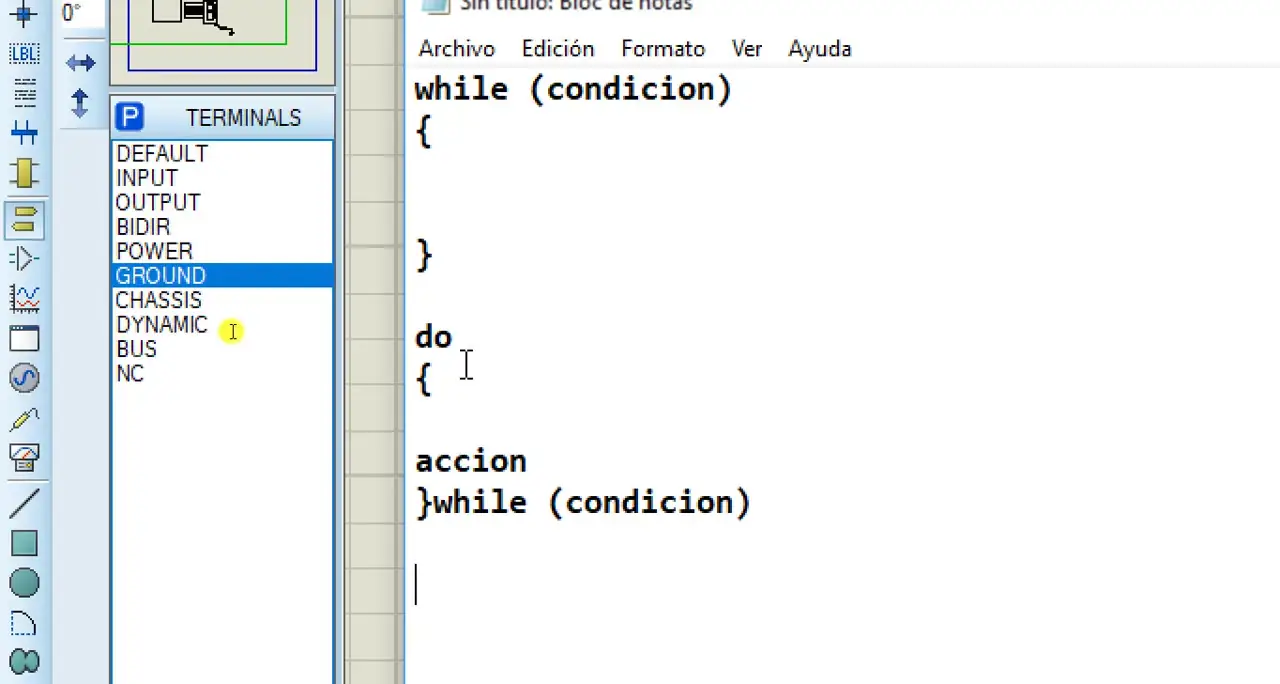 0°
LBL
P TERMINALS
DEFAULT
INPUT
OUTPUT
BIDIR
POWER
GROUND
CHASSIS
DYNAMIC
BUS
NC
Sin título: Bloc de notas
Archivo Edición Formato Ver Ayuda
while (condicion)
{
}
do
{
accion
}while (condicion)